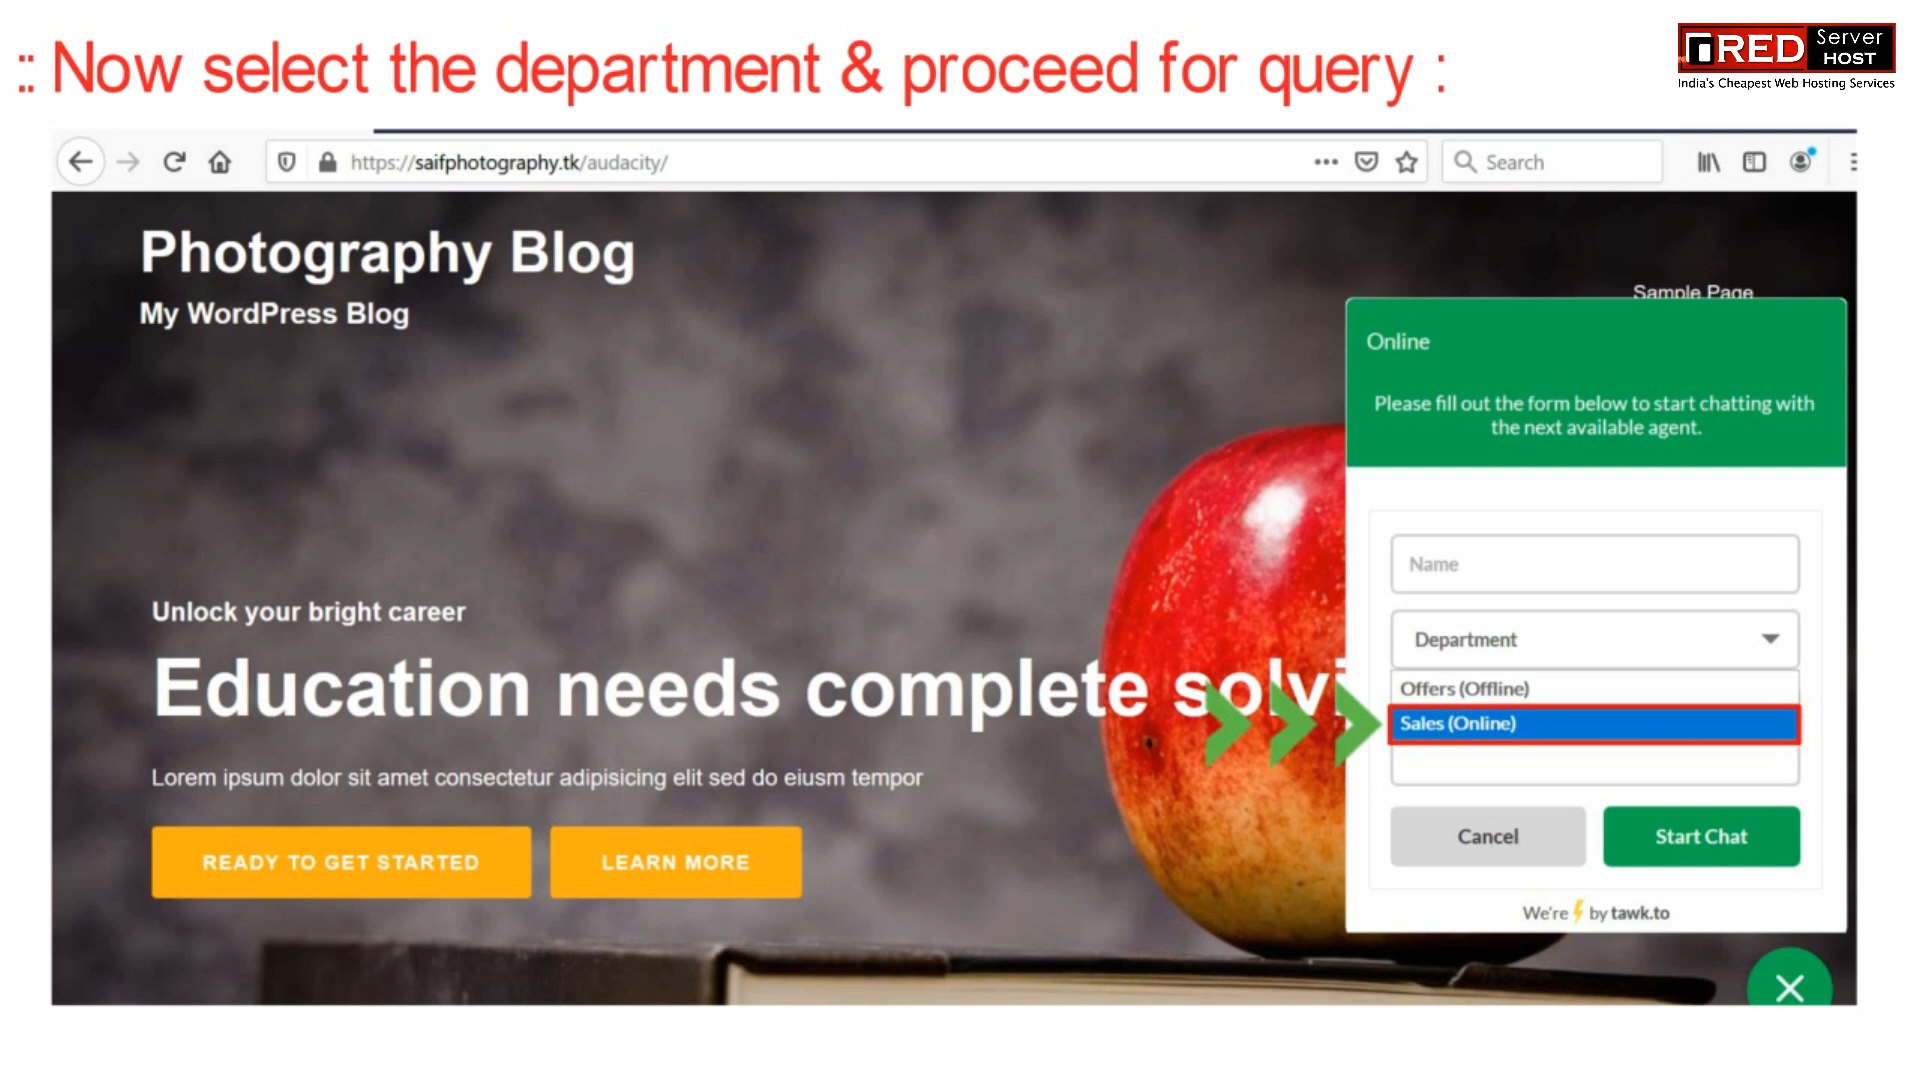 :: Now select the department & proceed for query :
RED Server HOST
India's Cheapest Web Hosting Services
https://saifphotography.tk/audacity/
Search
Photography Blog
My WordPress Blog
Sample Page
Online
Please fill out the form below to start chatting with
the next available agent.
Name
Department
Offers (Offline)
Sales (Online)
Unlock your bright career
Education needs complete solvi
Lorem ipsum dolor sit amet consectetur adipisicing elit sed do eiusm tempor
READY TO GET STARTED
LEARN MORE
Cancel
Start Chat
We're by tawk.to